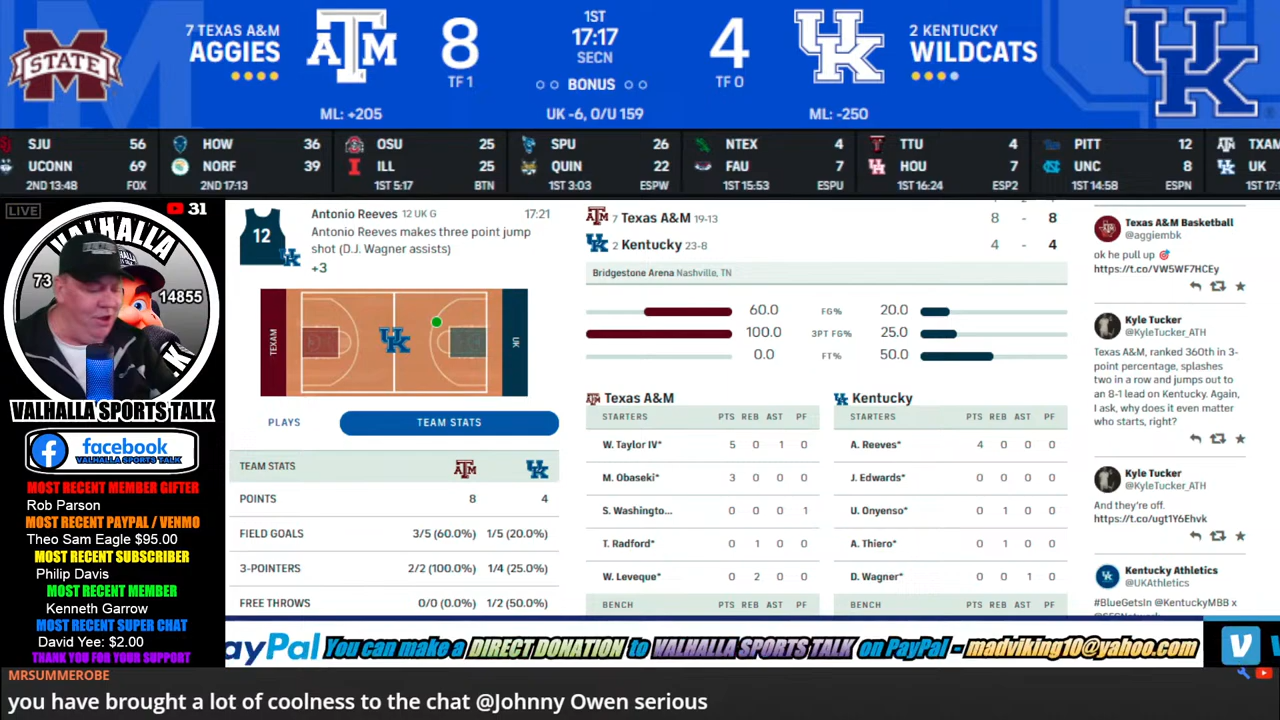 STATE
7 TEXAS A&M
AGGIES
ATM
8
TF 1
ML: +205
1ST
17:17
SECN
BONUS
UK -6, O/U 159
4
TF 0
ML: -250
UK
2 KENTUCKY
WILDCATS
UK
SJU 56
UCONN 69
2ND 13:48 FOX
HOW 36
NORF 39
2ND 17:13
OSU 25
ILL 25
1ST 5:17 BTN
SPU 26
QUIN 22
1ST 3:03 ESPW
NTEX 4
FAU 7
1ST 15:53 ESPU
TTU 4
HOU 7
1ST 16:24 ESP2
PITT 12
UNC 8
1ST 14:58 ESPN
TXAM
UK
1ST 17:1
LIVE
31
VALHALLA
73
14855
VALHALLA SPORTS TALK
facebook
VALHALLA SPORTS TALK
MOST RECENT MEMBER GIFTER
Rob Parson
MOST RECENT PAYPAL / VENMO
Theo Sam Eagle $95.00
MOST RECENT SUBSCRIBER
Philip Davis
MOST RECENT MEMBER
Kenneth Garrow
MOST RECENT SUPER CHAT
David Yee: $2.00
THANK YOU FOR YOUR SUPPORT
12
Antonio Reeves 12 UK G 17:21
Antonio Reeves makes three point jump
shot (D.J. Wagner assists)
+3
TEXAM
UK
UK
PLAYS
TEAM STATS
TEAM STATS
POINTS 8 4
FIELD GOALS 3/5 (60.0%) 1/5 (20.0%)
3-POINTERS 2/2 (100.0%) 1/4 (25.0%)
FREE THROWS 0/0 (0.0%) 1/2 (50.0%)
7 Texas A&M 19-13 8 - 8
2 Kentucky 23-8 4 - 4
Bridgestone Arena Nashville, TN
60.0 FG% 20.0
100.0 3PT FG% 25.0
0.0 FT% 50.0
Texas A&M
STARTERS PTS REB AST PF
W. Taylor IV* 5 0 1 0
M. Obaseki* 3 0 0 0
S. Washingto... 0 0 0 1
T. Radford* 0 1 0 0
W. Leveque* 0 2 0 0
BENCH PTS REB AST PF
Kentucky
STARTERS PTS REB AST PF
A. Reeves* 4 0 0 0
J. Edwards* 0 0 0 0
U. Onyenso* 0 1 0 0
A. Thiero* 0 1 0 0
D. Wagner* 0 0 1 0
BENCH PTS REB AST PF
Texas A&M Basketball
@aggiembk
ok he pull up 🎯
https://t.co/VW5WF7HCEy
Kyle Tucker
@KyleTucker_ATH
Texas A&M, ranked 360th in 3-
point percentage, splashes
two in a row and jumps out to
an 8-1 lead on Kentucky. Again,
I ask, why does it even matter
who starts, right?
Kyle Tucker
@KyleTucker_ATH
And they're off.
https://t.co/ugt1Y6Ehvk
Kentucky Athletics
@UKAthletics
#BlueGetsIn @KentuckyMBB x
ayPal You can make a DIRECT DONATION to VALHALLA SPORTS TALK on PayPal - madviking10@yahoo.com
MRSUMMEROBE
you have brought a lot of coolness to the chat @Johnny Owen serious